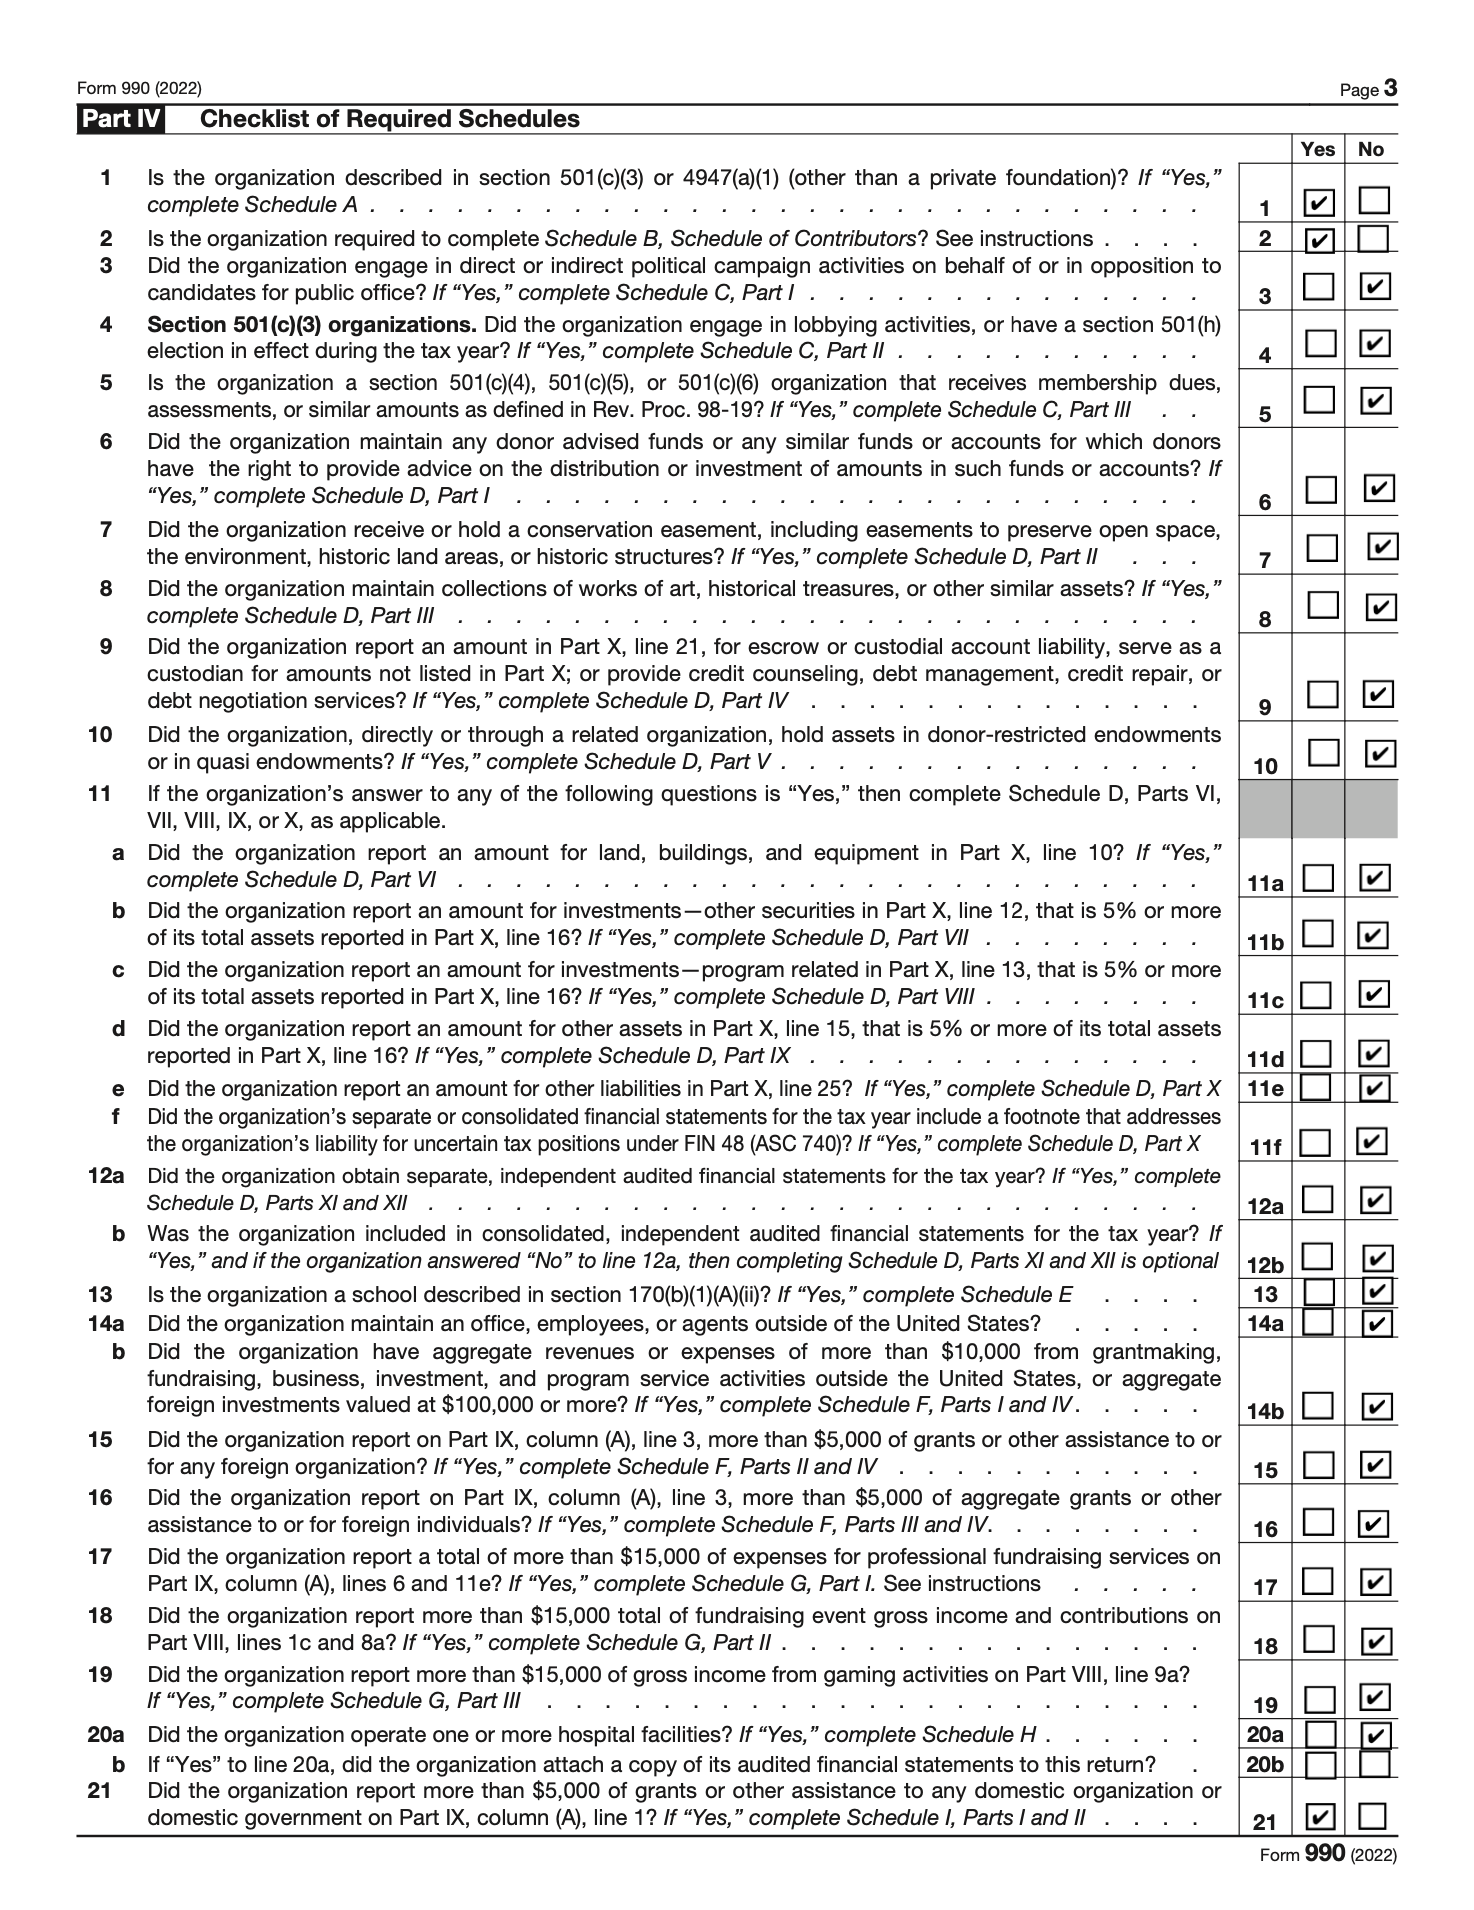 Form 990 (2022) Page 3
Part IV Checklist of Required Schedules
Yes No
1 Is the organization described in section 501(c)(3) or 4947(a)(1) (other than a private foundation)? If “Yes,”
complete Schedule A . . . . . . . . . . . . . . . . . . . . . . . . . . . . . 1 ✔
2 Is the organization required to complete Schedule B, Schedule of Contributors? See instructions . . . . 2 ✔
3 Did the organization engage in direct or indirect political campaign activities on behalf of or in opposition to
candidates for public office? If “Yes,” complete Schedule C, Part I . . . . . . . . . . . . . . 3 ✔
4 Section 501(c)(3) organizations. Did the organization engage in lobbying activities, or have a section 501(h)
election in effect during the tax year? If “Yes,” complete Schedule C, Part II . . . . . . . . . . . 4 ✔
5 Is the organization a section 501(c)(4), 501(c)(5), or 501(c)(6) organization that receives membership dues,
assessments, or similar amounts as defined in Rev. Proc. 98-19? If “Yes,” complete Schedule C, Part III . . 5 ✔
6 Did the organization maintain any donor advised funds or any similar funds or accounts for which donors
have the right to provide advice on the distribution or investment of amounts in such funds or accounts? If
“Yes,” complete Schedule D, Part I . . . . . . . . . . . . . . . . . . . . . . . . 6 ✔
7 Did the organization receive or hold a conservation easement, including easements to preserve open space,
the environment, historic land areas, or historic structures? If “Yes,” complete Schedule D, Part II . . . 7 ✔
8 Did the organization maintain collections of works of art, historical treasures, or other similar assets? If “Yes,”
complete Schedule D, Part III . . . . . . . . . . . . . . . . . . . . . . . . . . 8 ✔
9 Did the organization report an amount in Part X, line 21, for escrow or custodial account liability, serve as a
custodian for amounts not listed in Part X; or provide credit counseling, debt management, credit repair, or
debt negotiation services? If “Yes,” complete Schedule D, Part IV . . . . . . . . . . . . . . 9 ✔
10 Did the organization, directly or through a related organization, hold assets in donor-restricted endowments
or in quasi endowments? If “Yes,” complete Schedule D, Part V . . . . . . . . . . . . . . . 10 ✔
11 If the organization’s answer to any of the following questions is “Yes,” then complete Schedule D, Parts VI,
VII, VIII, IX, or X, as applicable.
a Did the organization report an amount for land, buildings, and equipment in Part X, line 10? If “Yes,”
complete Schedule D, Part VI . . . . . . . . . . . . . . . . . . . . . . . . . . 11a ✔
b Did the organization report an amount for investments—other securities in Part X, line 12, that is 5% or more
of its total assets reported in Part X, line 16? If “Yes,” complete Schedule D, Part VII . . . . . . . . 11b ✔
c Did the organization report an amount for investments—program related in Part X, line 13, that is 5% or more
of its total assets reported in Part X, line 16? If “Yes,” complete Schedule D, Part VIII . . . . . . . . 11c ✔
d Did the organization report an amount for other assets in Part X, line 15, that is 5% or more of its total assets
reported in Part X, line 16? If “Yes,” complete Schedule D, Part IX . . . . . . . . . . . . . . 11d ✔
e Did the organization report an amount for other liabilities in Part X, line 25? If “Yes,” complete Schedule D, Part X 11e ✔
f Did the organization’s separate or consolidated financial statements for the tax year include a footnote that addresses
the organization’s liability for uncertain tax positions under FIN 48 (ASC 740)? If “Yes,” complete Schedule D, Part X 11f ✔
12a Did the organization obtain separate, independent audited financial statements for the tax year? If “Yes,” complete
Schedule D, Parts XI and XII . . . . . . . . . . . . . . . . . . . . . . . . . . . 12a ✔
b Was the organization included in consolidated, independent audited financial statements for the tax year? If
“Yes,” and if the organization answered “No” to line 12a, then completing Schedule D, Parts XI and XII is optional 12b ✔
13 Is the organization a school described in section 170(b)(1)(A)(ii)? If “Yes,” complete Schedule E . . . . 13 ✔
14a Did the organization maintain an office, employees, or agents outside of the United States? . . . . . 14a ✔
b Did the organization have aggregate revenues or expenses of more than $10,000 from grantmaking,
fundraising, business, investment, and program service activities outside the United States, or aggregate
foreign investments valued at $100,000 or more? If “Yes,” complete Schedule F, Parts I and IV . . . . . 14b ✔
15 Did the organization report on Part IX, column (A), line 3, more than $5,000 of grants or other assistance to or
for any foreign organization? If “Yes,” complete Schedule F, Parts II and IV . . . . . . . . . . . 15 ✔
16 Did the organization report on Part IX, column (A), line 3, more than $5,000 of aggregate grants or other
assistance to or for foreign individuals? If “Yes,” complete Schedule F, Parts III and IV. . . . . . . . 16 ✔
17 Did the organization report a total of more than $15,000 of expenses for professional fundraising services on
Part IX, column (A), lines 6 and 11e? If “Yes,” complete Schedule G, Part I. See instructions . . . . . 17 ✔
18 Did the organization report more than $15,000 total of fundraising event gross income and contributions on
Part VIII, lines 1c and 8a? If “Yes,” complete Schedule G, Part II . . . . . . . . . . . . . . . 18 ✔
19 Did the organization report more than $15,000 of gross income from gaming activities on Part VIII, line 9a?
If “Yes,” complete Schedule G, Part III . . . . . . . . . . . . . . . . . . . . . . . 19 ✔
20a Did the organization operate one or more hospital facilities? If “Yes,” complete Schedule H . . . . . . 20a ✔
b If “Yes” to line 20a, did the organization attach a copy of its audited financial statements to this return? . 20b
21 Did the organization report more than $5,000 of grants or other assistance to any domestic organization or
domestic government on Part IX, column (A), line 1? If “Yes,” complete Schedule I, Parts I and II . . . . 21 ✔
Form 990 (2022)